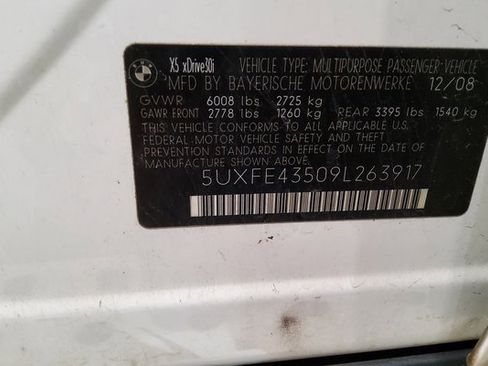 BMW
X5 xDrive30i VEHICLE TYPE: MULTIPURPOSE PASSENGER-VEHICLE
MFD BY BAYERISCHE MOTORENWERKE 12/08
GVWR 6008 lbs 2725 kg
GAWR FRONT 2778 lbs 1260 kg REAR 3395 lbs 1540 kg
THIS VEHICLE CONFORMS TO ALL APPLICABLE U.S.
FEDERAL MOTOR VEHICLE SAFETY AND THEFT
PREVENTION STANDARDS IN EFFECT ON THE DATE OF
MANUFACTURE SHOWN ABOVE.
5UXFE43509L263917